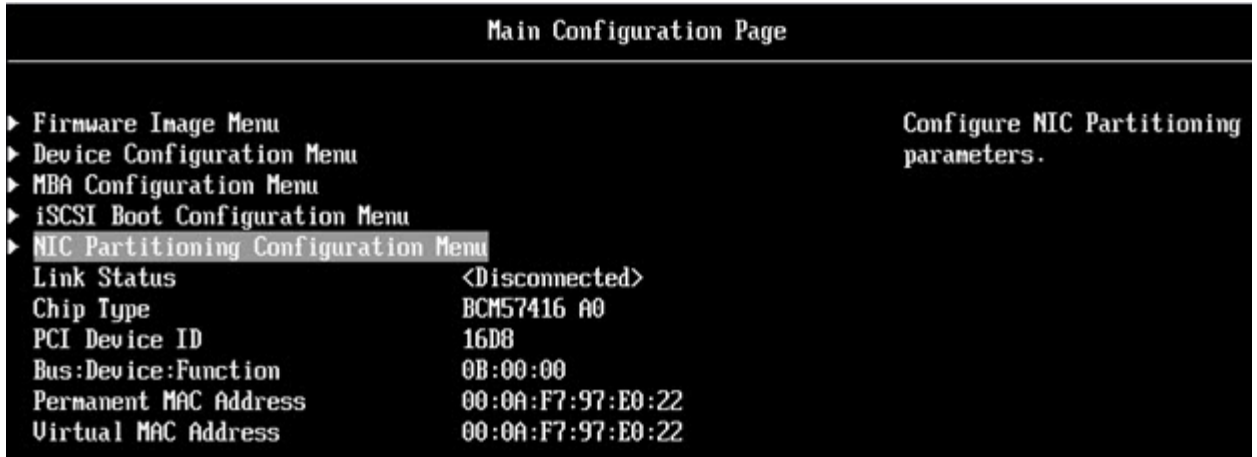 Main Configuration Page
Firmware Image Menu
Device Configuration Menu
MBA Configuration Menu
iSCSI Boot Configuration Menu
NIC Partitioning Configuration Menu
Link Status <Disconnected>
Chip Type BCM57416 A0
PCI Device ID 16D8
Bus:Device:Function 0B:00:00
Permanent MAC Address 00:0A:F7:97:E0:22
Virtual MAC Address 00:0A:F7:97:E0:22
Configure NIC Partitioning
parameters.